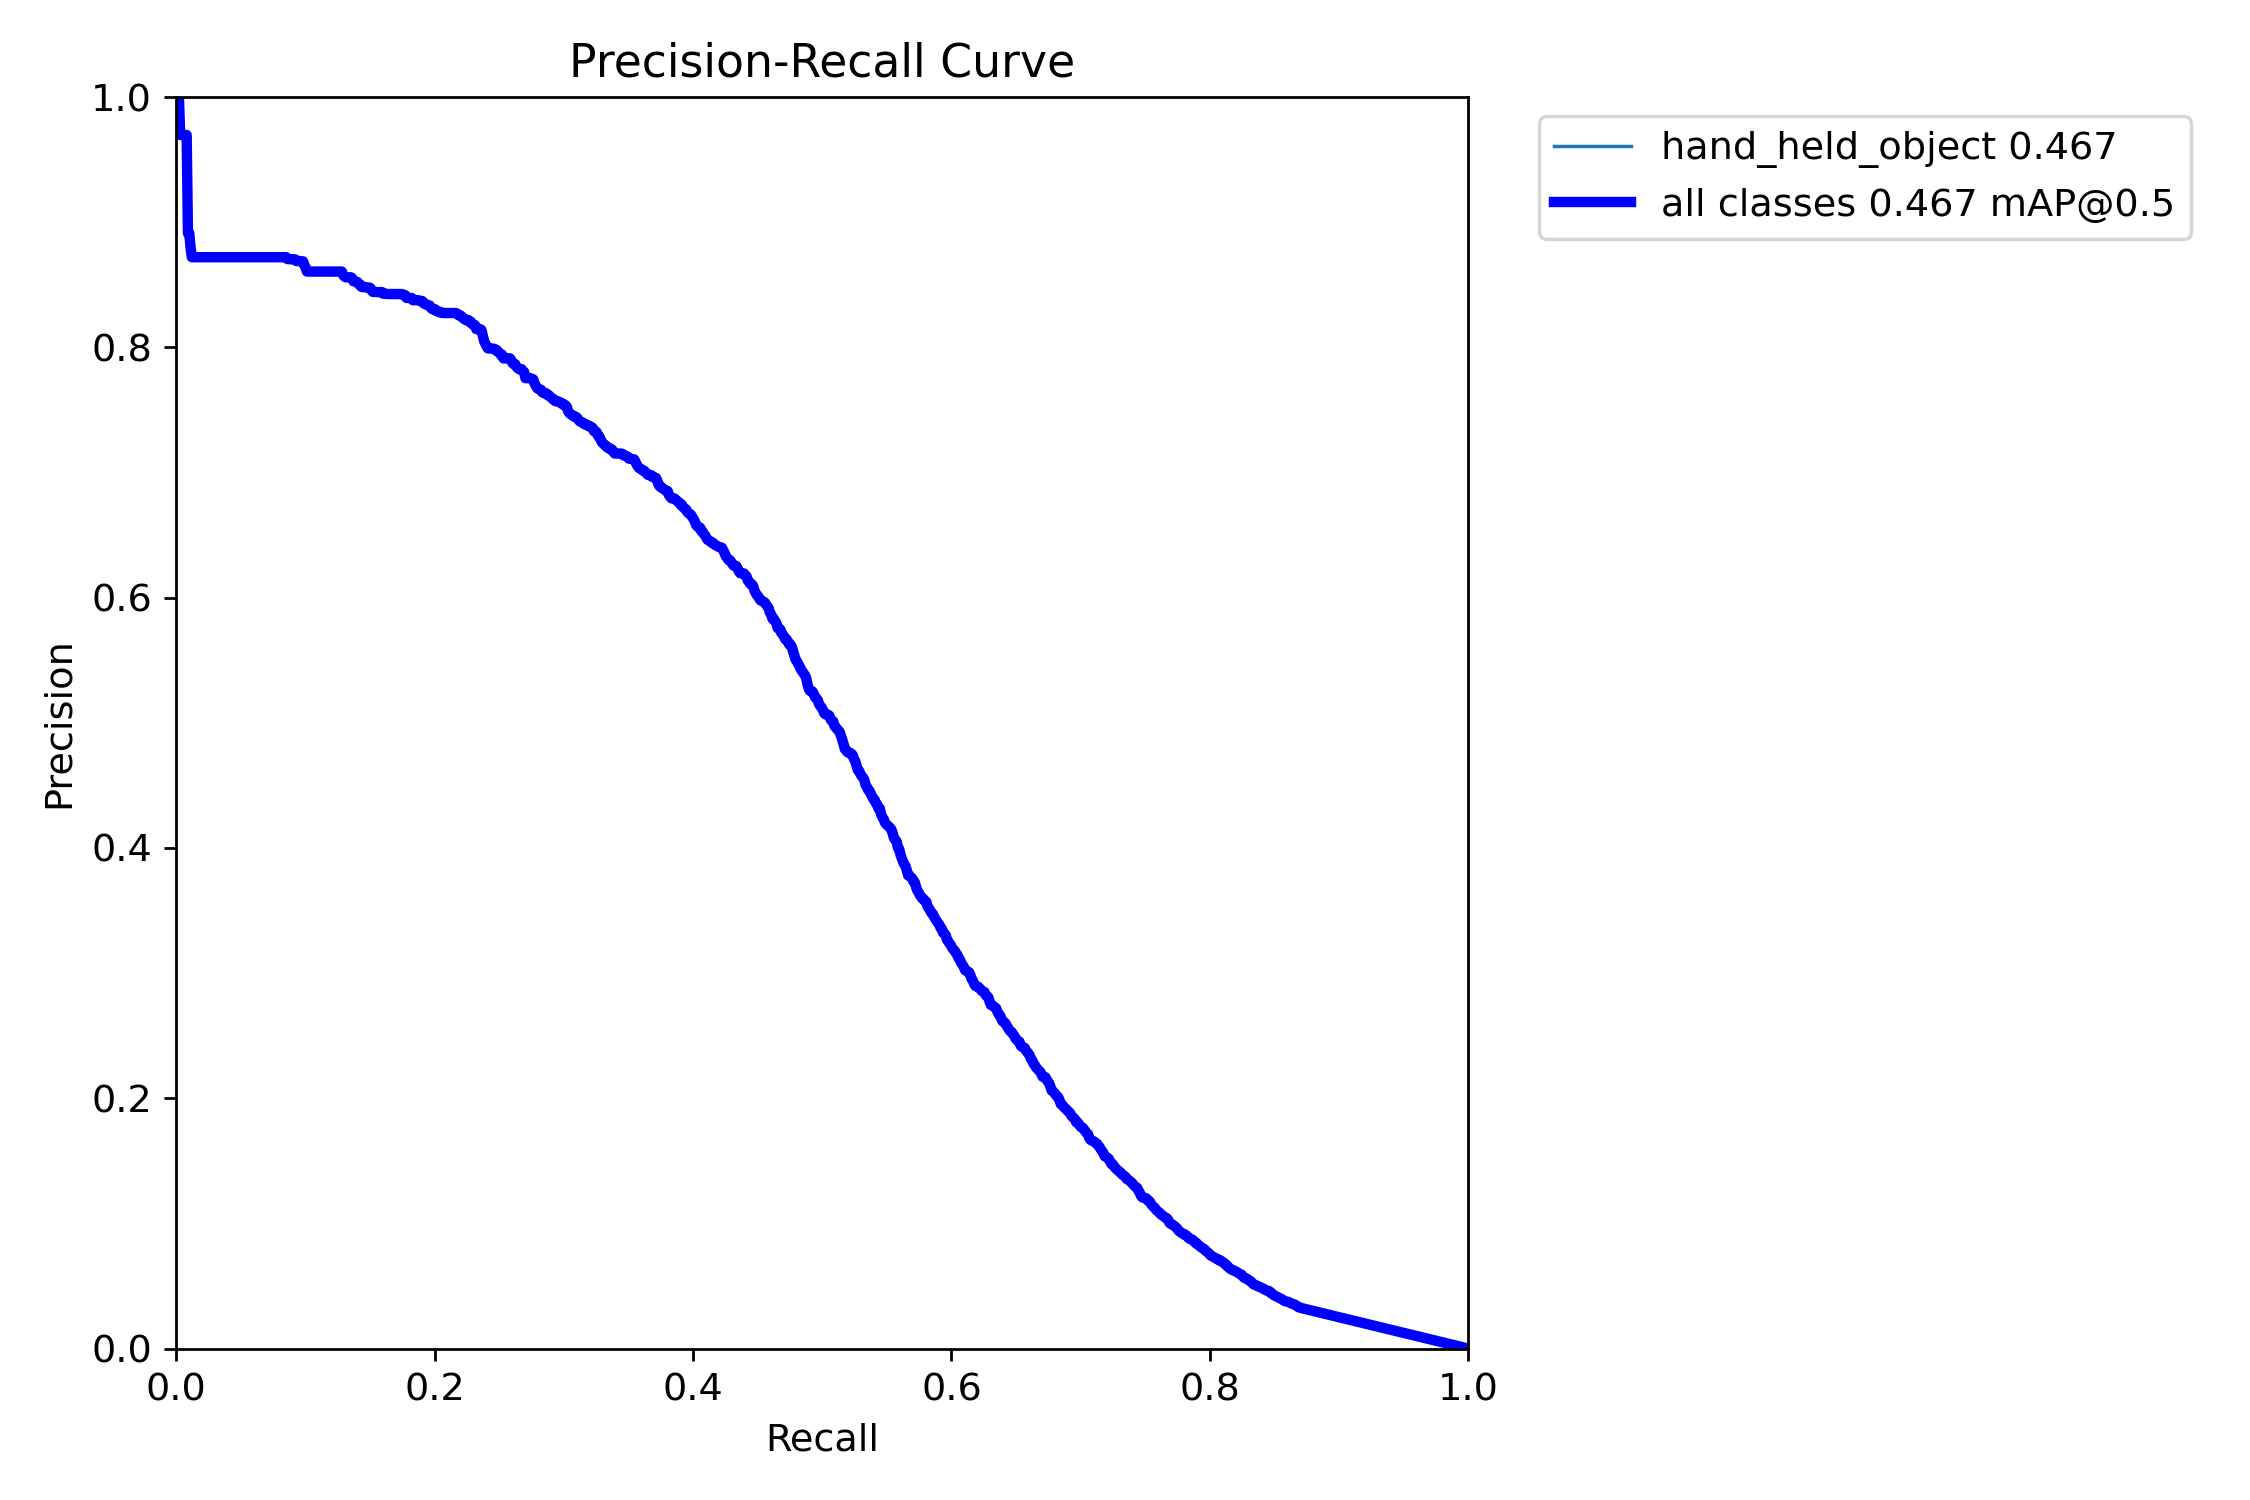 Precision-Recall Curve
1.0
0.8
0.6
0.4
0.2
0.0
Precision
0.0 0.2 0.4 0.6 0.8 1.0
Recall
hand_held_object 0.467
all classes 0.467 mAP@0.5